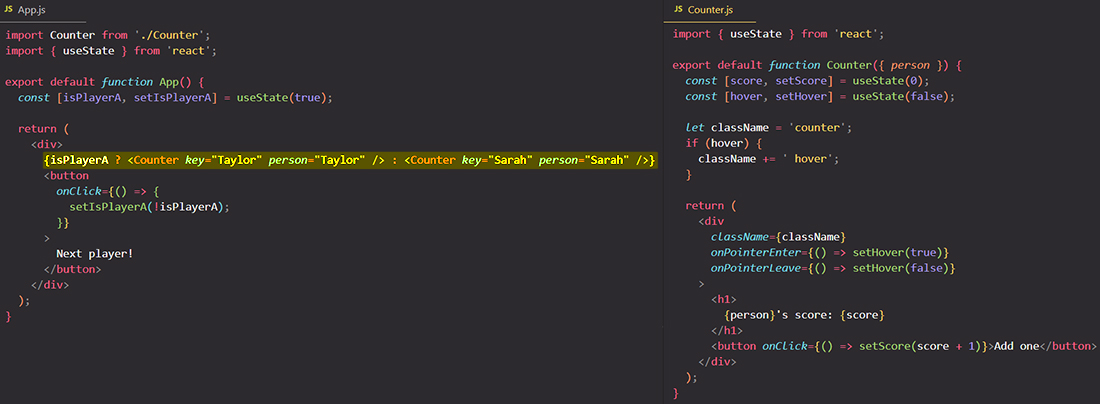 JS App.js
import Counter from './Counter';
import { useState } from 'react';
export default function App() {
const [isPlayerA, setIsPlayerA] = useState(true);
return (
<div>
{isPlayerA ? <Counter key="Taylor" person="Taylor" /> : <Counter key="Sarah" person="Sarah" />}
<button
onClick={() => {
setIsPlayerA(!isPlayerA);
}}
>
Next player!
</button>
</div>
);
}
JS Counter.js
import { useState } from 'react';
export default function Counter({ person }) {
const [score, setScore] = useState(0);
const [hover, setHover] = useState(false);
let className = 'counter';
if (hover) {
className += ' hover';
}
return (
<div
className={className}
onPointerEnter={() => setHover(true)}
onPointerLeave={() => setHover(false)}
>
<h1>
{person}'s score: {score}
</h1>
<button onClick={() => setScore(score + 1)}>Add one</button>
</div>
);
}